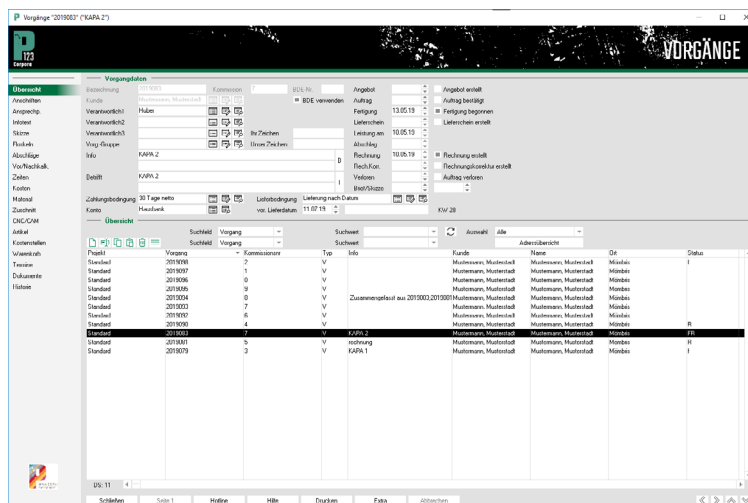 Vorgänge "2019083" ("KAPA 2")
P 123 Corpora
VORGÄNGE
Übersicht
Anschriften
Ansprechp.
Infotext
Skizze
Floskeln
Abschläge
Vor/Nachkalk.
Zeiten
Kosten
Material
Zuschnitt
CNC/CAM
Artikel
Kostenstellen
Warenkorb
Termine
Dokumente
Historie
Vorgangdaten
Bezeichnung 2019083 Kommission 7 BDE-Nr.
Kunde Mustermann, Musterstadt BDE verwenden
Verantwortlich1 Huber
Verantwortlich2
Verantwortlich3 Ihr Zeichen
Vorg.-Gruppe Unser Zeichen
Info KAPA 2 D
Betrifft KAPA 2 I
Zahlungsbedingung 30 Tage netto Lieferbedingung Lieferung nach Datum
Konto Hausbank vor. Lieferdatum 11.07.19 KW 28
Angebot Angebot erstellt
Auftrag Auftrag bestätigt
Fertigung 13.05.19 Fertigung begonnen
Lieferschein Lieferschein erstellt
Leistung am 10.05.19
Abschlag
Rechnung 10.05.19 Rechnung erstellt
Rech.Korr. Rechnungskorrektur erstellt
Verloren Auftrag verloren
Brief/Skizze
Übersicht
Suchfeld Vorgang Suchwert Auswahl Alle
Suchfeld Vorgang Suchwert Adressübersicht
Projekt Vorgang Kommissionsnr Typ Info Kunde Name Ort Status
Standard 2019098 2 V Mustermann, Musterstadt Mustermann, Musterstadt Mömbris
Standard 2019097 1 V Mustermann, Musterstadt Mustermann, Musterstadt Mömbris
Standard 2019096 0 V Mustermann, Musterstadt Mustermann, Musterstadt Mömbris
Standard 2019095 9 V Mustermann, Musterstadt Mustermann, Musterstadt Mömbris
Standard 2019094 8 V Zusammengefasst aus 2019083,2019081 Mustermann, Musterstadt Mustermann, Musterstadt Mömbris
Standard 2019093 7 V Mustermann, Musterstadt Mustermann, Musterstadt Mömbris
Standard 2019092 6 V Mustermann, Musterstadt Mustermann, Musterstadt Mömbris
Standard 2019090 4 V Mustermann, Musterstadt Mustermann, Musterstadt Mömbris R
Standard 2019083 7 V KAPA 2 Mustermann, Musterstadt Mustermann, Musterstadt Mömbris FR
Standard 2019081 5 V rechnung Mustermann, Musterstadt Mustermann, Musterstadt Mömbris R
Standard 2019079 3 V KAPA 1 Mustermann, Musterstadt Mustermann, Musterstadt Mömbris
DS: 11
Schließen Seite 1 Hotline Hilfe Drucken Extra Abbrechen